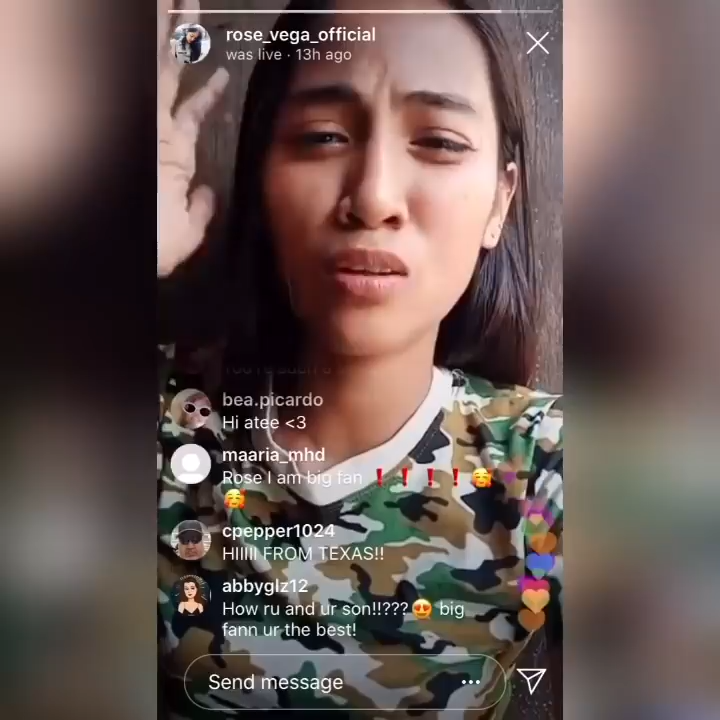 rose_vega_official
was live · 13h ago
bea.picardo
Hi atee <3
maaria_mhd
Rose I am big fan ❗❗❗❗🥰
🥰
cpepper1024
HIIIII FROM TEXAS!!
abbyglz12
How ru and ur son!!???😍 big
fann ur the best!
Send message